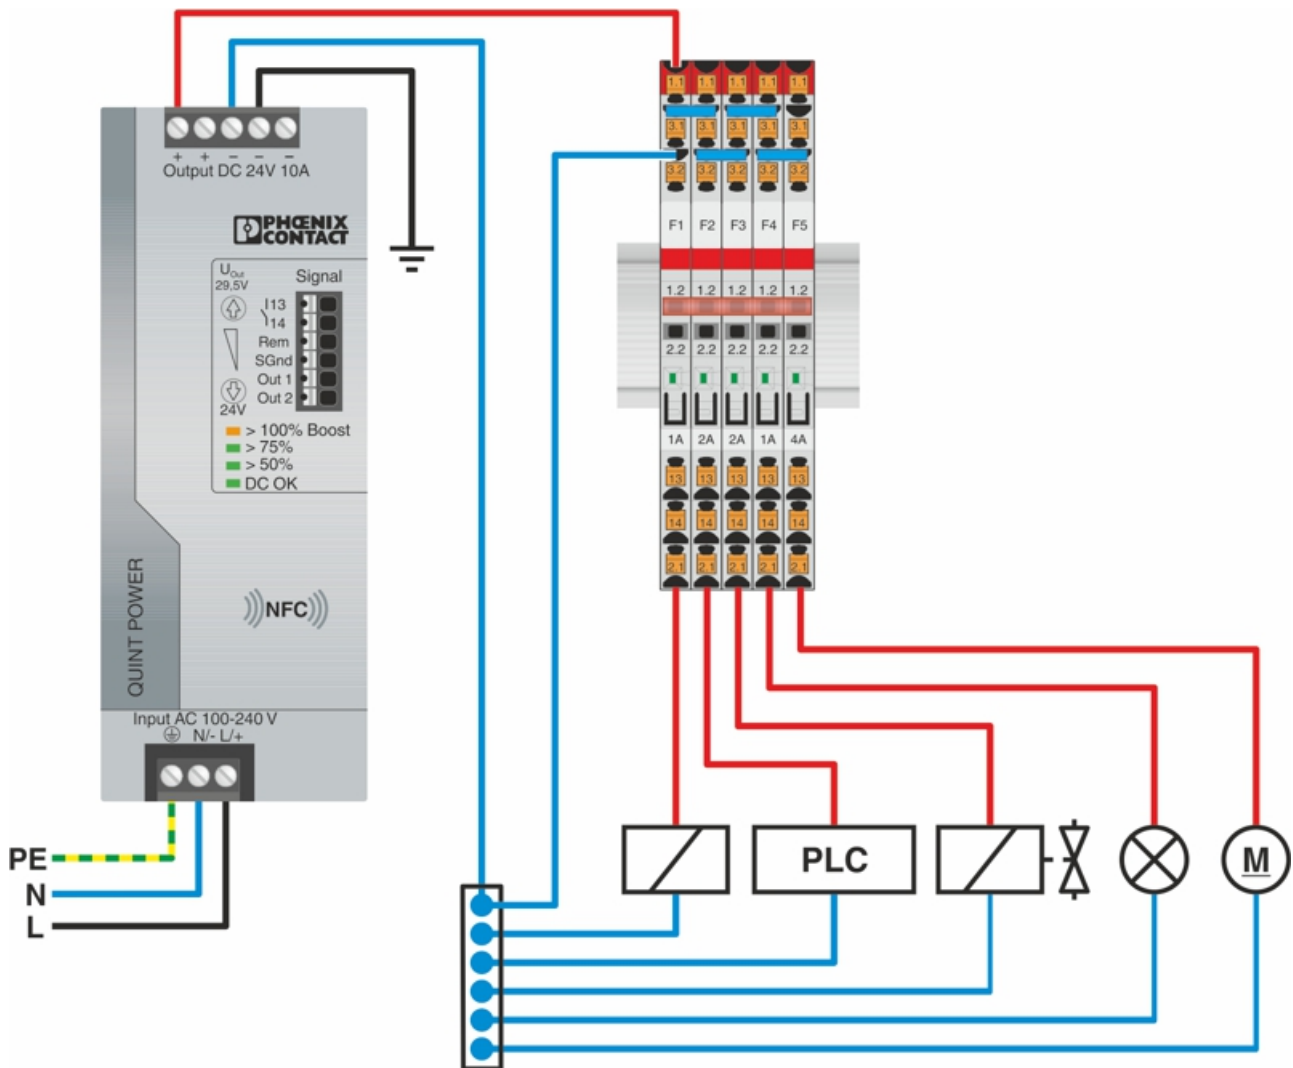 + + − − −
Output DC 24V 10A
PHŒNIX
CONTACT
UOut
29,5V
Signal
13
14
Rem
SGnd
Out 1
Out 2
24V
> 100% Boost
> 75%
> 50%
DC OK
QUINT POWER
NFC
Input AC 100-240 V
N/- L/+
PE
N
L
1.1 1.1 1.1 1.1 1.1
3.1 3.1 3.1 3.1 3.1
3.2 3.2 3.2 3.2 3.2
F1 F2 F3 F4 F5
1.2 1.2 1.2 1.2 1.2
2.2 2.2 2.2 2.2 2.2
1A 2A 2A 1A 4A
13 13 13 13 13
14 14 14 14 14
2.1 2.1 2.1 2.1 2.1
PLC
M